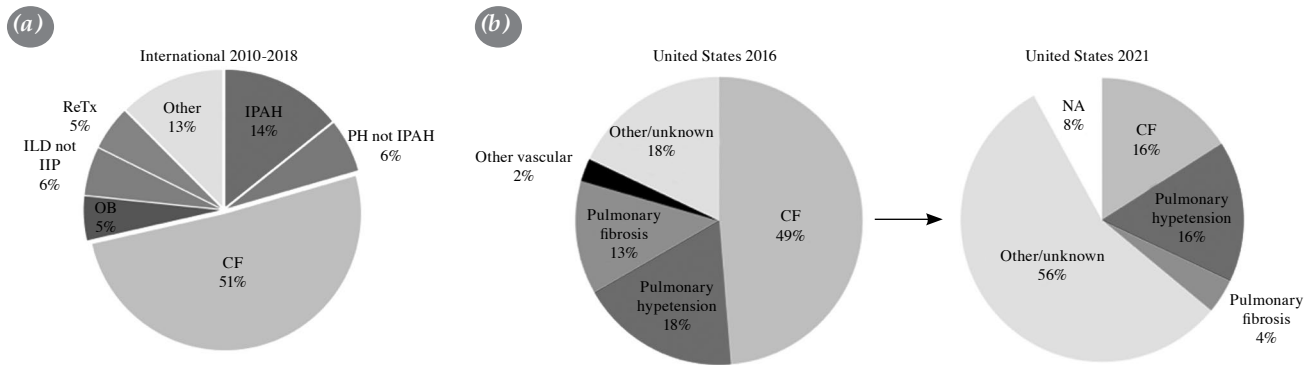 (a)
International 2010-2018
IPAH
14%
PH not IPAH
6%
CF
51%
OB
5%
ILD not
IIP
6%
ReTx
5%
Other
13%
(b)
United States 2016
CF
49%
Pulmonary
hypetension
18%
Pulmonary
fibrosis
13%
Other vascular
2%
Other/unknown
18%
United States 2021
NA
8%
CF
16%
Pulmonary
hypetension
16%
Pulmonary
fibrosis
4%
Other/unknown
56%